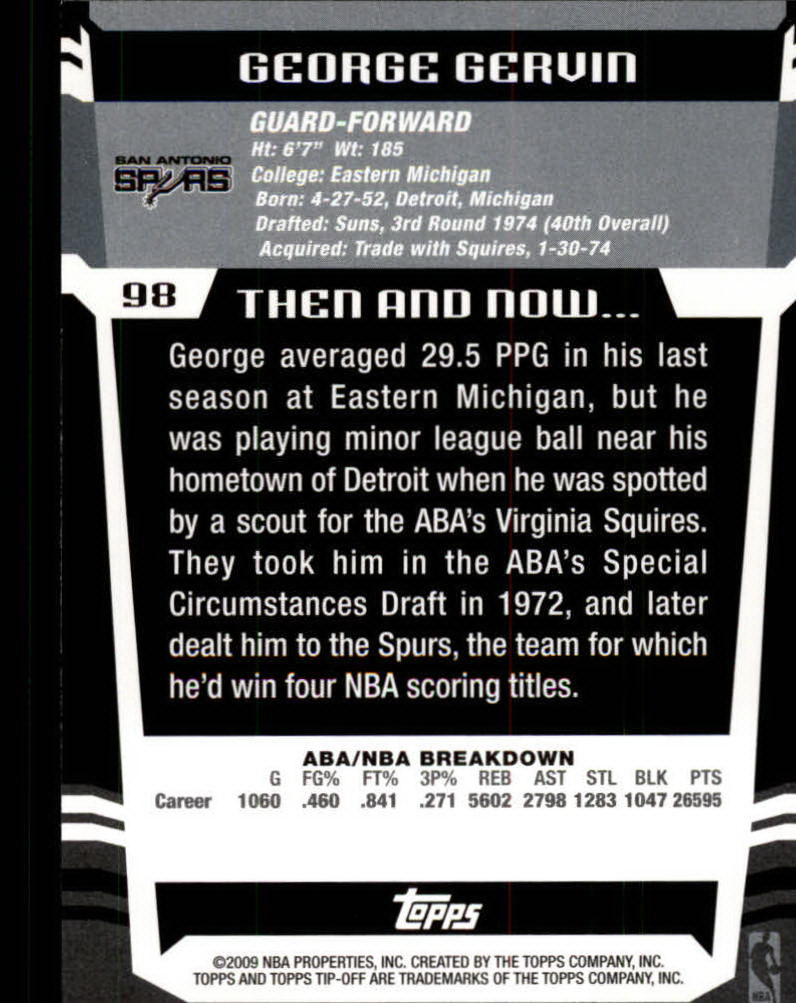 GEORGE GERVIN
GUARD-FORWARD
Ht: 6'7" Wt: 185
SAN ANTONIO
SPURS
College: Eastern Michigan
Born: 4-27-52, Detroit, Michigan
Drafted: Suns, 3rd Round 1974 (40th Overall)
Acquired: Trade with Squires, 1-30-74
98
THEN AND NOW...
George averaged 29.5 PPG in his last
season at Eastern Michigan, but he
was playing minor league ball near his
hometown of Detroit when he was spotted
by a scout for the ABA's Virginia Squires.
They took him in the ABA's Special
Circumstances Draft in 1972, and later
dealt him to the Spurs, the team for which
he'd win four NBA scoring titles.
ABA/NBA BREAKDOWN
G FG% FT% 3P% REB AST STL BLK PTS
Career 1060 .460 .841 .271 5602 2798 1283 1047 26595
Topps
©2009 NBA PROPERTIES, INC. CREATED BY THE TOPPS COMPANY, INC.
TOPPS AND TOPPS TIP-OFF ARE TRADEMARKS OF THE TOPPS COMPANY, INC.
NBA